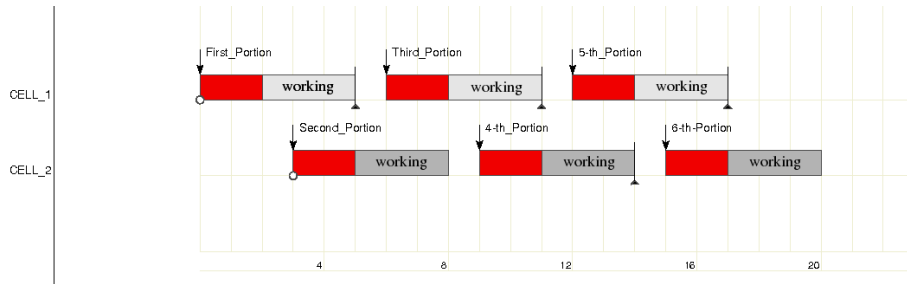 First_Portion Third_Portion 5-th_Portion
CELL_1 working working working
Second_Portion 4-th_Portion 6-th-Portion
CELL_2 working working working
4 8 12 16 20